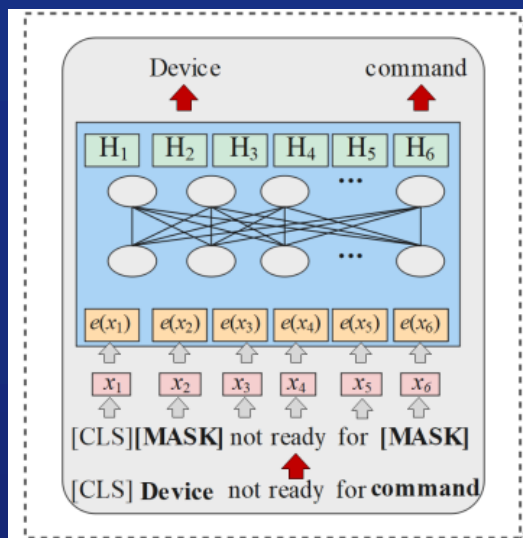 Device command
H₁ H₂ H₃ H₄ H₅ H₆
...
...
e(x₁) e(x₂) e(x₃) e(x₄) e(x₅) e(x₆)
x₁ x₂ x₃ x₄ x₅ x₆
[CLS][MASK] not ready for [MASK]
[CLS] Device not ready for command